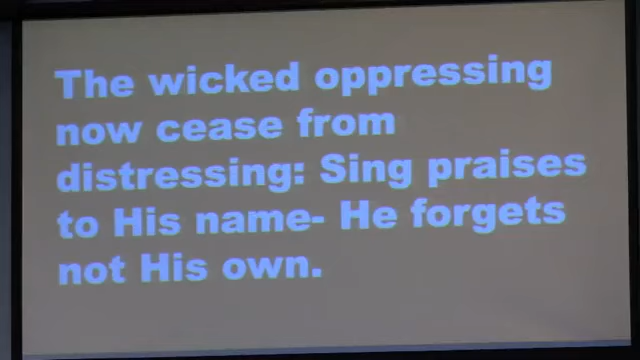 The wicked oppressing
now cease from
distressing: Sing praises
to His name- He forgets
not His own.